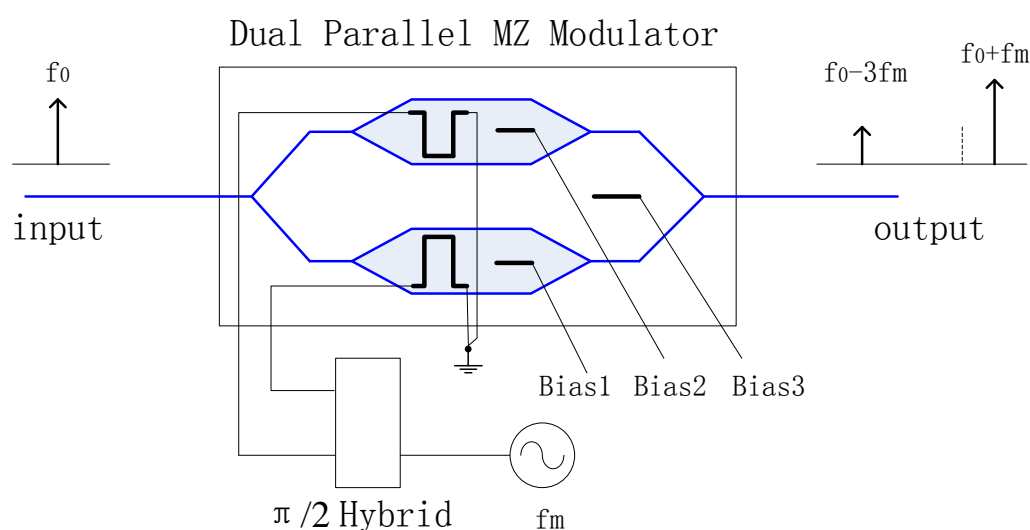 Dual Parallel MZ Modulator
f0
f0-3fm
f0+fm
input
output
Bias1
Bias2
Bias3
π/2 Hybrid
fm